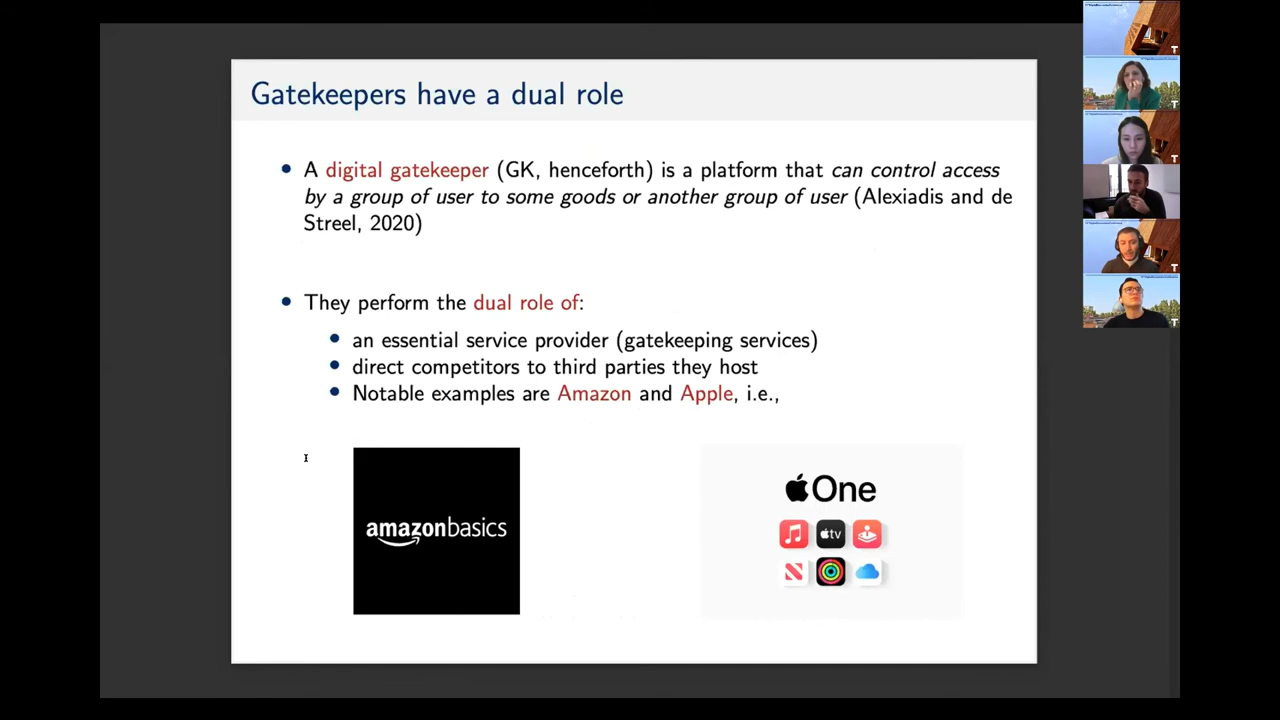 Gatekeepers have a dual role
A digital gatekeeper (GK, henceforth) is a platform that can control access
by a group of user to some goods or another group of user (Alexiadis and de
Streel, 2020)
They perform the dual role of:
an essential service provider (gatekeeping services)
direct competitors to third parties they host
Notable examples are Amazon and Apple, i.e.,
amazonbasics
One
tv